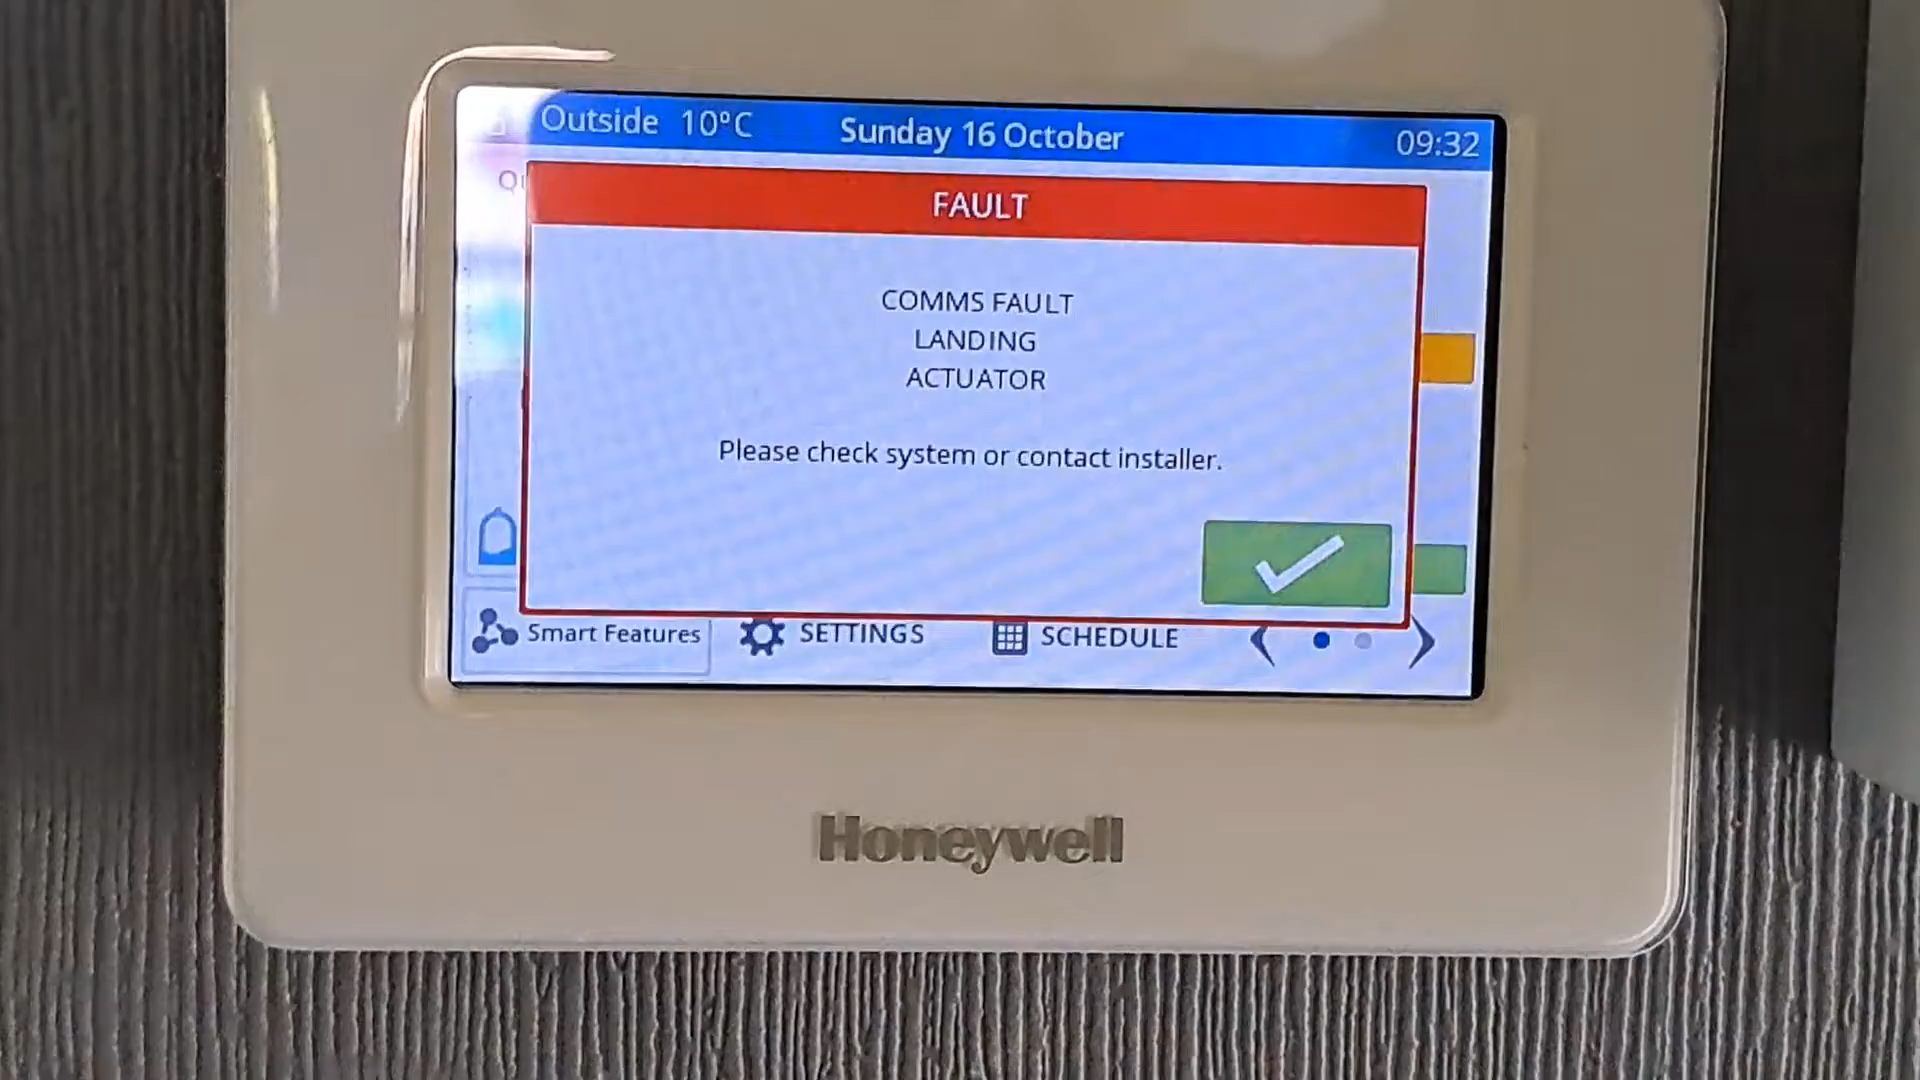 Outside 10°C Sunday 16 October 09:32
FAULT
COMMS FAULT
LANDING
ACTUATOR
Please check system or contact installer.
Smart Features SETTINGS SCHEDULE
Honeywell